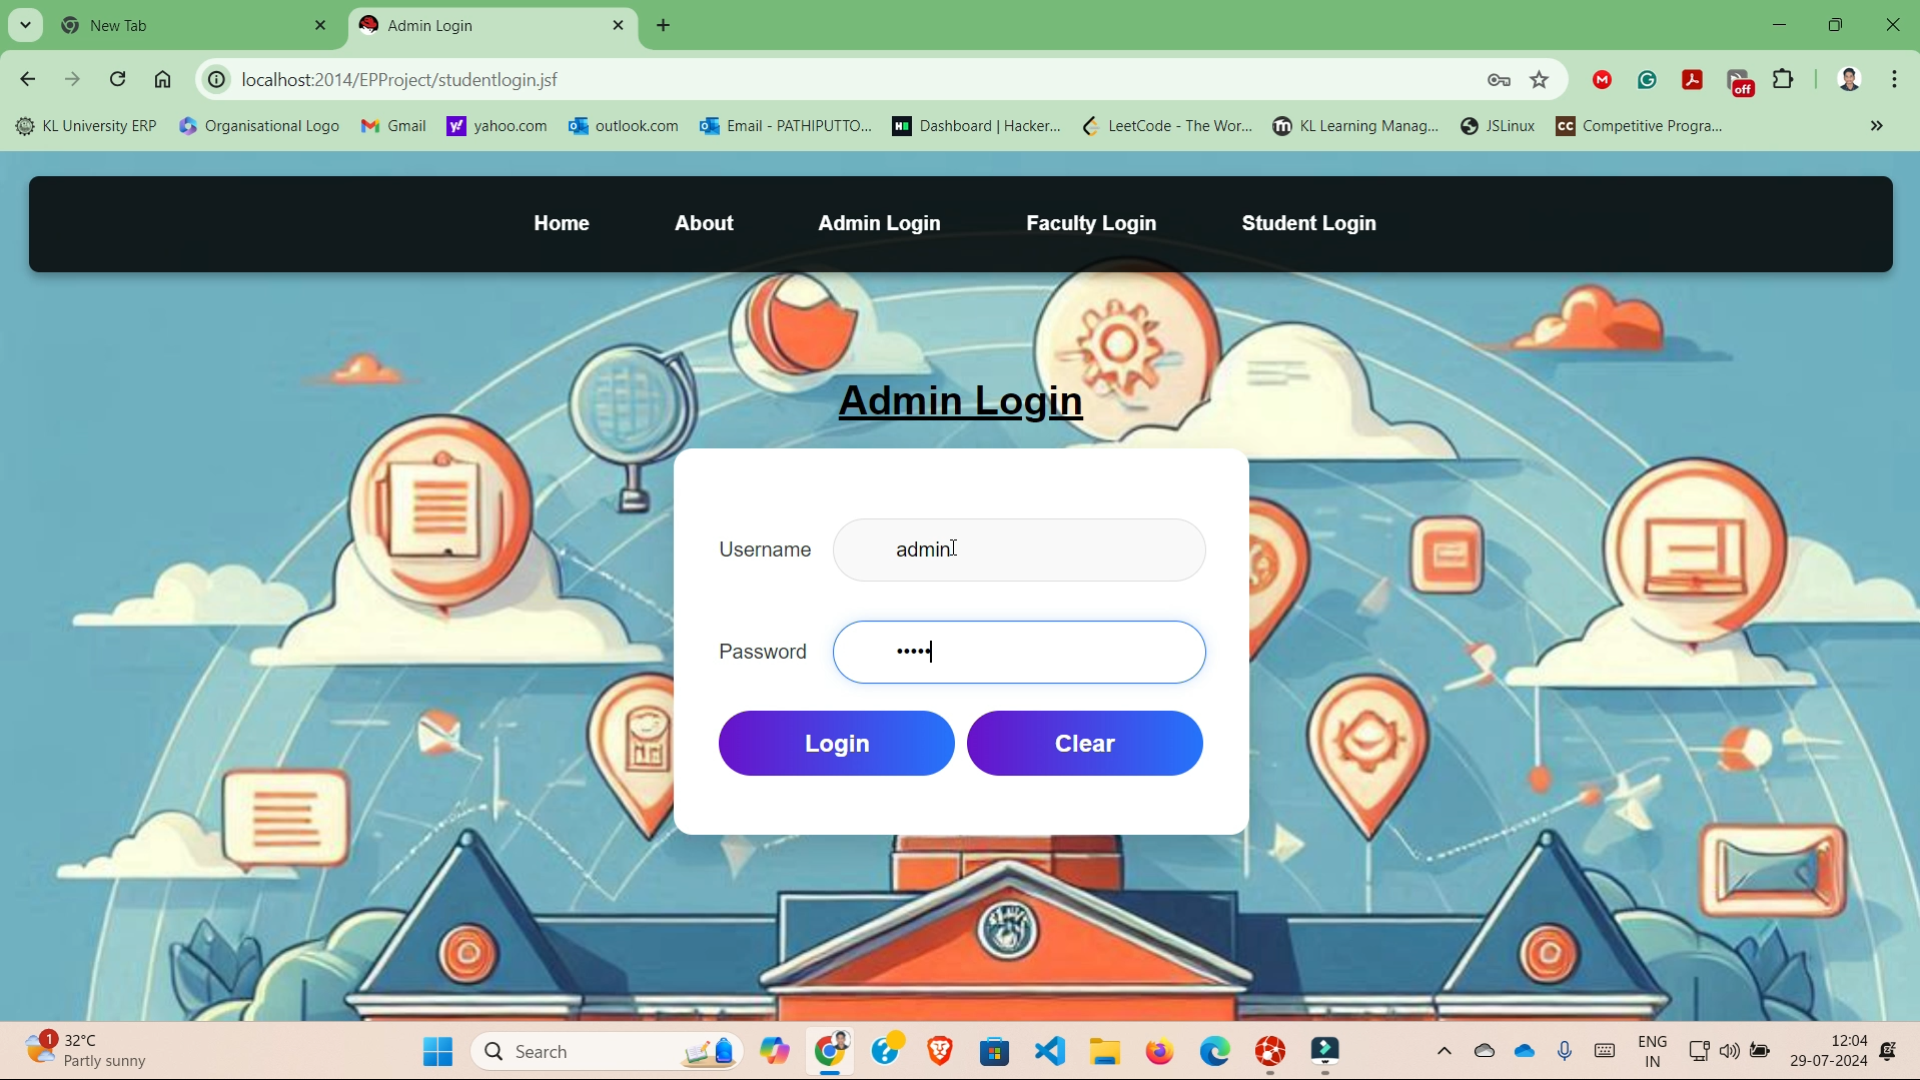 New Tab
Admin Login
localhost:2014/EPProject/studentlogin.jsf
M
off
KL University ERP
Organisational Logo
Gmail
yahoo.com
outlook.com
Email - PATHIPUTTO...
Dashboard | Hacker...
LeetCode - The Wor...
KL Learning Manag...
JSLinux
CC Competitive Progra...
Home
About
Admin Login
Faculty Login
Student Login
Admin Login
Username
admin
Password
•••••
Login
Clear
1
32°C
Partly sunny
Search
ENG
IN
12:04
29-07-2024